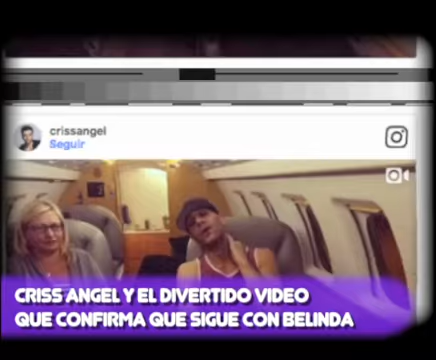 crissangel
Seguir
CRISS ANGEL Y EL DIVERTIDO VIDEO
QUE CONFIRMA QUE SIGUE CON BELINDA